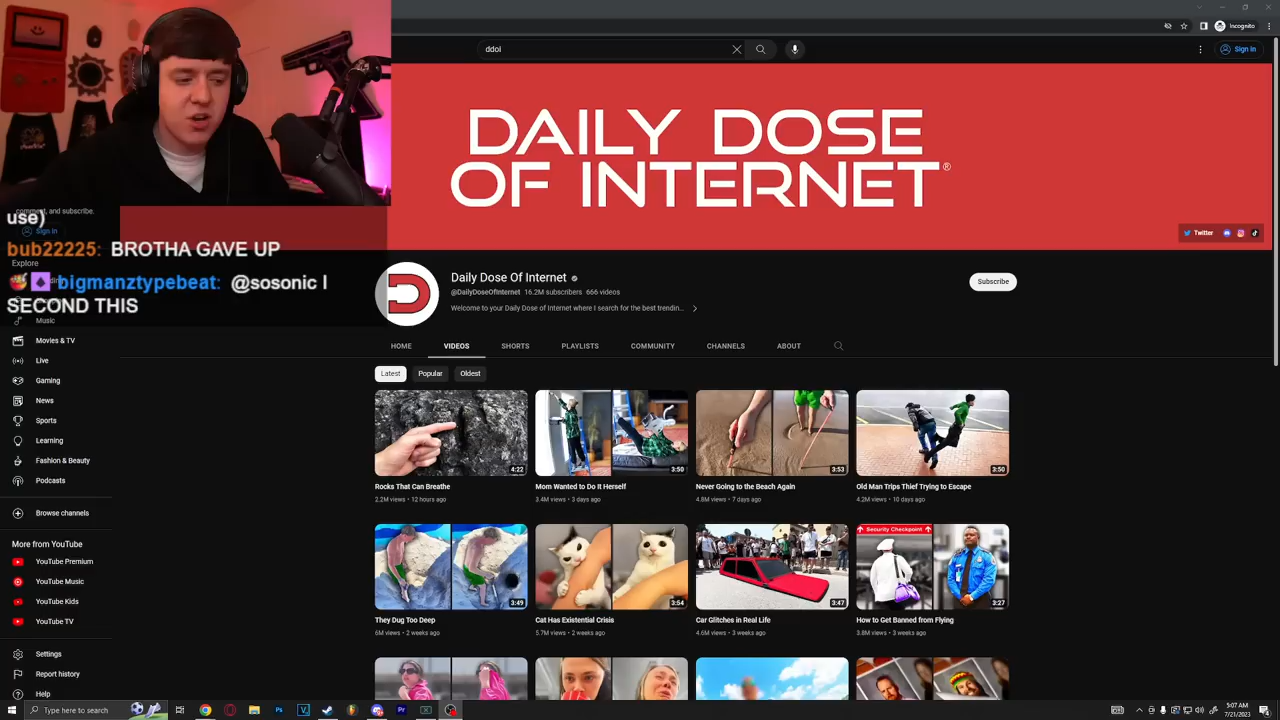 Incognito
ddoi
Sign in
DAILY DOSE
OF INTERNET®
Twitter
comment, and subscribe.
use)
Sign in
bub22225: BROTHA GAVE UP
Explore
bigmanztypebeat: @sosonic I
SECOND THIS
Music
Movies & TV
Live
Gaming
News
Sports
Learning
Fashion & Beauty
Podcasts
Browse channels
More from YouTube
YouTube Premium
YouTube Music
YouTube Kids
YouTube TV
Settings
Report history
Help
Daily Dose Of Internet
@DailyDoseOfInternet 16.2M subscribers 666 videos
Welcome to your Daily Dose of Internet where I search for the best trendin...
Subscribe
HOME VIDEOS SHORTS PLAYLISTS COMMUNITY CHANNELS ABOUT
Latest Popular Oldest
4:22 3:50 3:53 3:50
Rocks That Can Breathe Mom Wanted to Do It Herself Never Going to the Beach Again Old Man Trips Thief Trying to Escape
2.2M views • 12 hours ago 3.4M views • 3 days ago 4.8M views • 7 days ago 4.2M views • 10 days ago
Security Checkpoint
3:49 3:54 3:47 3:27
They Dug Too Deep Cat Has Existential Crisis Car Glitches in Real Life How to Get Banned from Flying
6M views • 2 weeks ago 5.7M views • 2 weeks ago 4.6M views • 3 weeks ago 3.8M views • 3 weeks ago
Type here to search
5:07 AM
7/21/2023